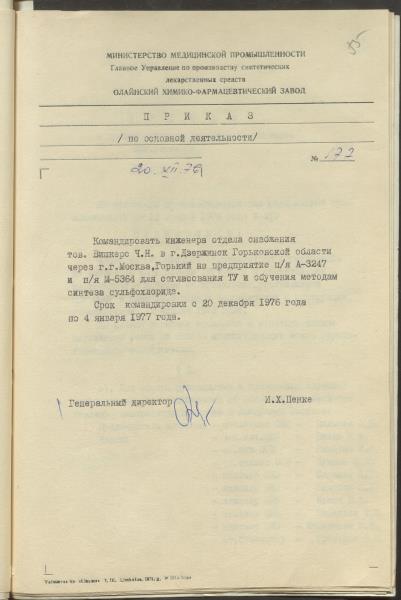 55
МИНИСТЕРСТВО МЕДИЦИНСКОЙ ПРОМЫШЛЕННОСТИ
Главное Управление по производству синтетических
лекарственных средств
ОЛАЙНСКИЙ ХИМИКО-ФАРМАЦЕВТИЧЕСКИЙ ЗАВОД
ПРИКАЗ
/ по основной деятельности/
20. XII. 76
№ 177
Командировать инженера отдела снабжения
тов. Вилкерс Ч.Н. в г.Дзержинск Горьковской области
через г.г.Москва,Горький на предприятие п/я А-3247
и п/я М-5364 для согласования ТУ и обучения методам
синтеза сульфохлорида.
Срок командировки с 20 декабря 1976 года
по 4 января 1977 года.
Генеральный директор И.Х.Пенке